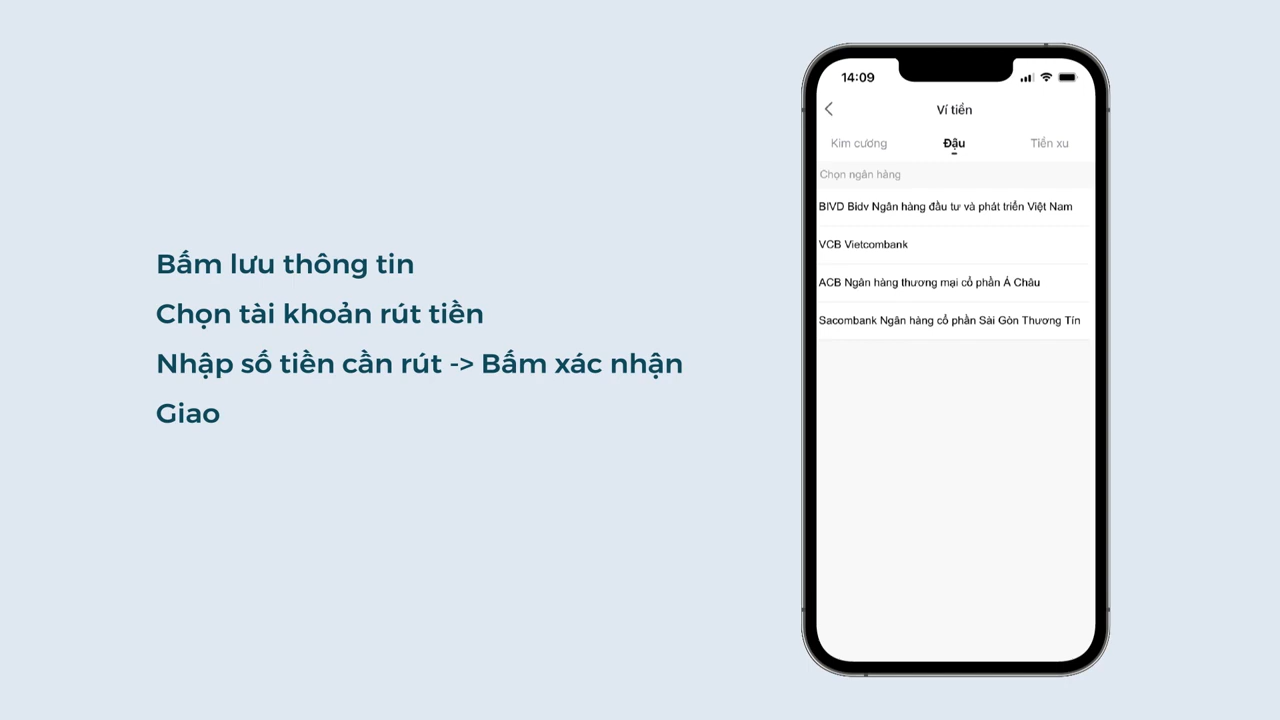 Bấm lưu thông tin
Chọn tài khoản rút tiền
Nhập số tiền cần rút -> Bấm xác nhận
Giao
14:09
Ví tiền
Kim cương Đậu Tiền xu
Chọn ngân hàng
BIVD Bidv Ngân hàng đầu tư và phát triển Việt Nam
VCB Vietcombank
ACB Ngân hàng thương mại cổ phần Á Châu
Sacombank Ngân hàng cổ phần Sài Gòn Thương Tín